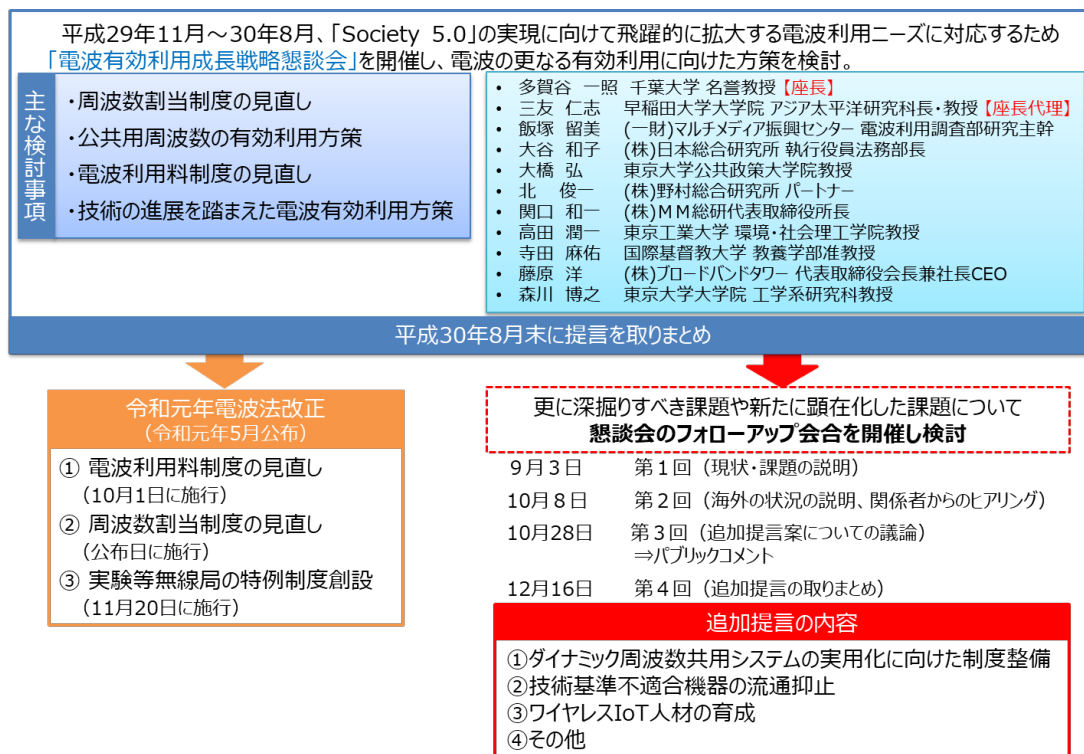 平成29年11月～30年8月、「Society 5.0」の実現に向けて飛躍的に拡大する電波利用ニーズに対応するため
「電波有効利用成長戦略懇談会」を開催し、電波の更なる有効利用に向けた方策を検討。
主な検討事項
・周波数割当制度の見直し
・公共用周波数の有効利用方策
・電波利用料制度の見直し
・技術の進展を踏まえた電波有効利用方策
• 多賀谷 一照 千葉大学 名誉教授【座長】
• 三友 仁志 早稲田大学大学院 アジア太平洋研究科長・教授【座長代理】
• 飯塚 留美 (一財)マルチメディア振興センター 電波利用調査部研究主幹
• 大谷 和子 (株)日本総合研究所 執行役員法務部長
• 大橋 弘 東京大学公共政策大学院教授
• 北 俊一 (株)野村総合研究所 パートナー
• 関口 和一 (株)MM総研代表取締役所長
• 高田 潤一 東京工業大学 環境・社会理工学院教授
• 寺田 麻佑 国際基督教大学 教養学部准教授
• 藤原 洋 (株)ブロードバンドタワー 代表取締役会長兼社長CEO
• 森川 博之 東京大学大学院 工学系研究科教授
平成30年8月末に提言を取りまとめ
令和元年電波法改正
（令和元年5月公布）
① 電波利用料制度の見直し
（10月1日に施行）
② 周波数割当制度の見直し
（公布日に施行）
③ 実験等無線局の特例制度創設
（11月20日に施行）
更に深掘りすべき課題や新たに顕在化した課題について
懇談会のフォローアップ会合を開催し検討
９月３日 第１回（現状・課題の説明）
10月８日 第２回（海外の状況の説明、関係者からのヒアリング）
10月28日 第３回（追加提言案についての議論）
⇒パブリックコメント
12月16日 第４回（追加提言の取りまとめ）
追加提言の内容
①ダイナミック周波数共用システムの実用化に向けた制度整備
②技術基準不適合機器の流通抑止
③ワイヤレスIoT人材の育成
④その他